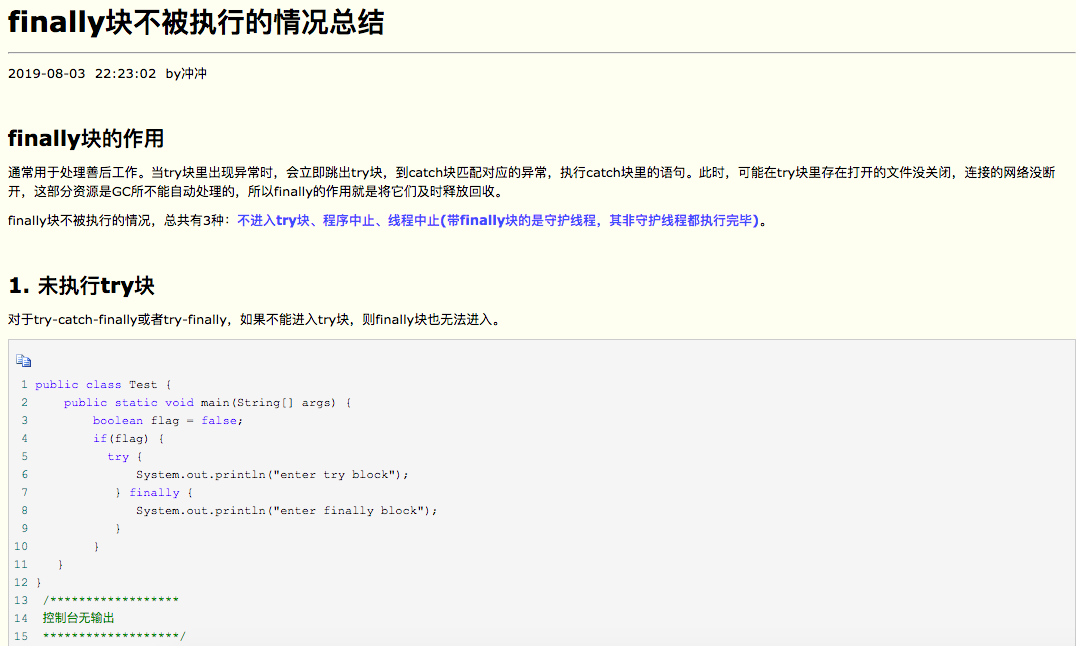 finally块不被执行的情况总结
2019-08-03 22:23:02 by冲冲
finally块的作用
通常用于处理善后工作。当try块里出现异常时，会立即跳出try块，到catch块匹配对应的异常，执行catch块里的语句。此时，可能在try块里存在打开的文件没关闭，连接的网络没断
开，这部分资源是GC所不能自动处理的，所以finally的作用就是将它们及时释放回收。
finally块不被执行的情况，总共有3种：不进入try块、程序中止、线程中止(带finally块的是守护线程，其非守护线程都执行完毕)。
1. 未执行try块
对于try-catch-finally或者try-finally，如果不能进入try块，则finally块也无法进入。
1 public class Test {
2 public static void main(String[] args) {
3 boolean flag = false;
4 if(flag) {
5 try {
6 System.out.println("enter try block");
7 } finally {
8 System.out.println("enter finally block");
9 }
10 }
11 }
12 }
13 /******************
14 控制台无输出
15 *******************/